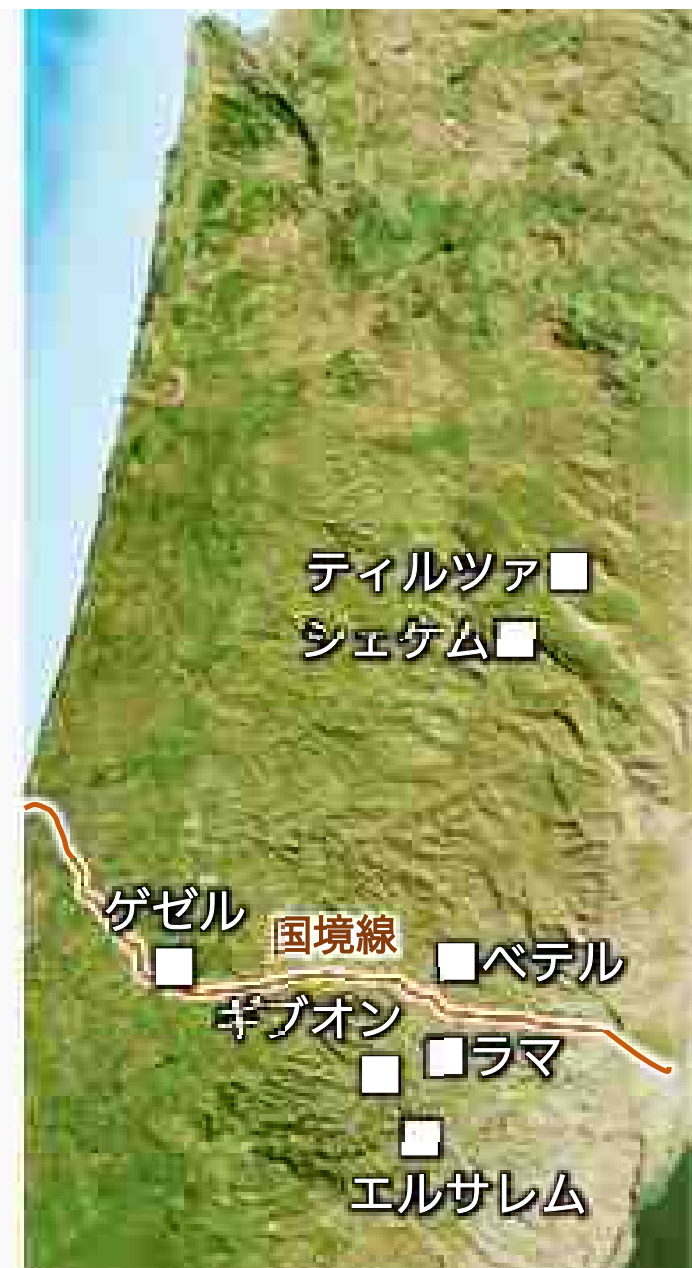 ティルツァ
シェケム
ゲゼル
国境線
ベテル
ギブオン
ラマ
エルサレム